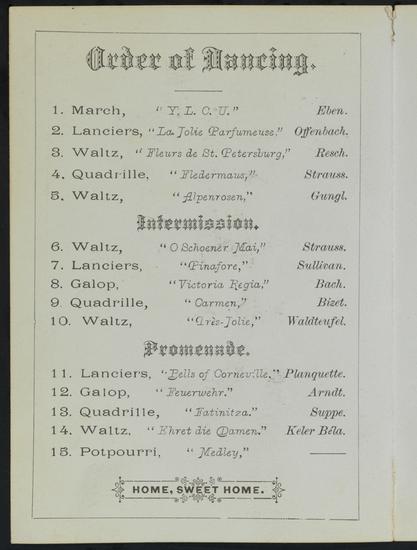 Order of Dancing.
1. March, "Y. L. C. U." Eben.
2. Lanciers, "La Jolie Parfumeuse." Offenbach.
3. Waltz, "Fleurs de St. Petersburg," Resch.
4. Quadrille, "Fledermaus," Strauss.
5. Waltz, "Alpenrosen," Gungl.
Intermission.
6. Waltz, "O Schoener Mai," Strauss.
7. Lanciers, "Pinafore," Sullivan.
8. Galop, "Victoria Regia," Bach.
9. Quadrille, "Carmen," Bizet.
10. Waltz, "Très-Jolie," Waldteufel.
Promenade.
11. Lanciers, "Bells of Corneville." Planquette.
12. Galop, "Feuerwehr." Arndt.
13. Quadrille, "Fatinitza." Suppe.
14. Waltz, "Ehret die Damen." Keler Béla.
15. Potpourri, "Medley," ——
HOME, SWEET HOME.